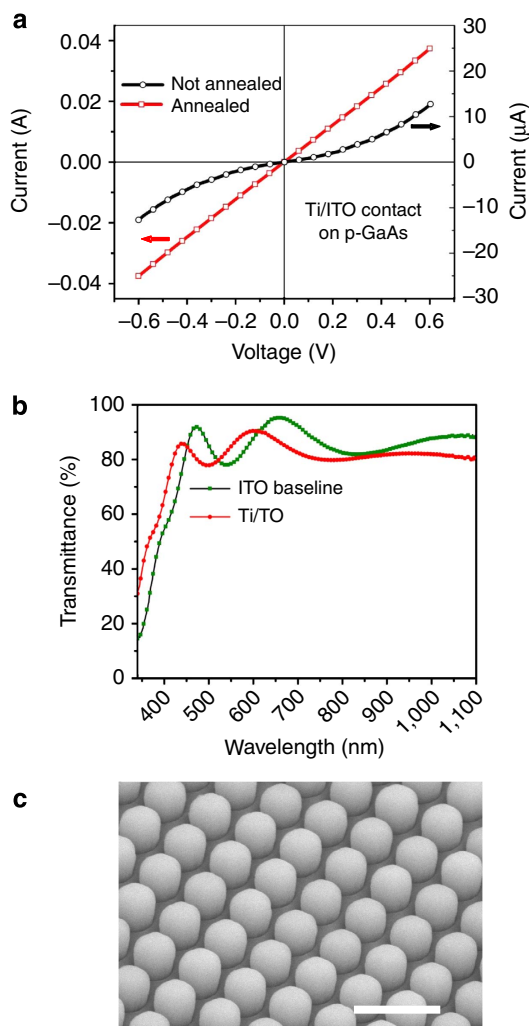 a
0.04
0.02
0.00
−0.02
−0.04
Current (A)
Not annealed
Annealed
Ti/ITO contact
on p-GaAs
30
20
10
0
−10
−20
−30
Current (μA)
−0.6 −0.4 −0.2 0.0 0.2 0.4 0.6
Voltage (V)
b
100
80
60
40
20
0
Transmittance (%)
ITO baseline
Ti/TO
400 500 600 700 800 900 1,000 1,100
Wavelength (nm)
c